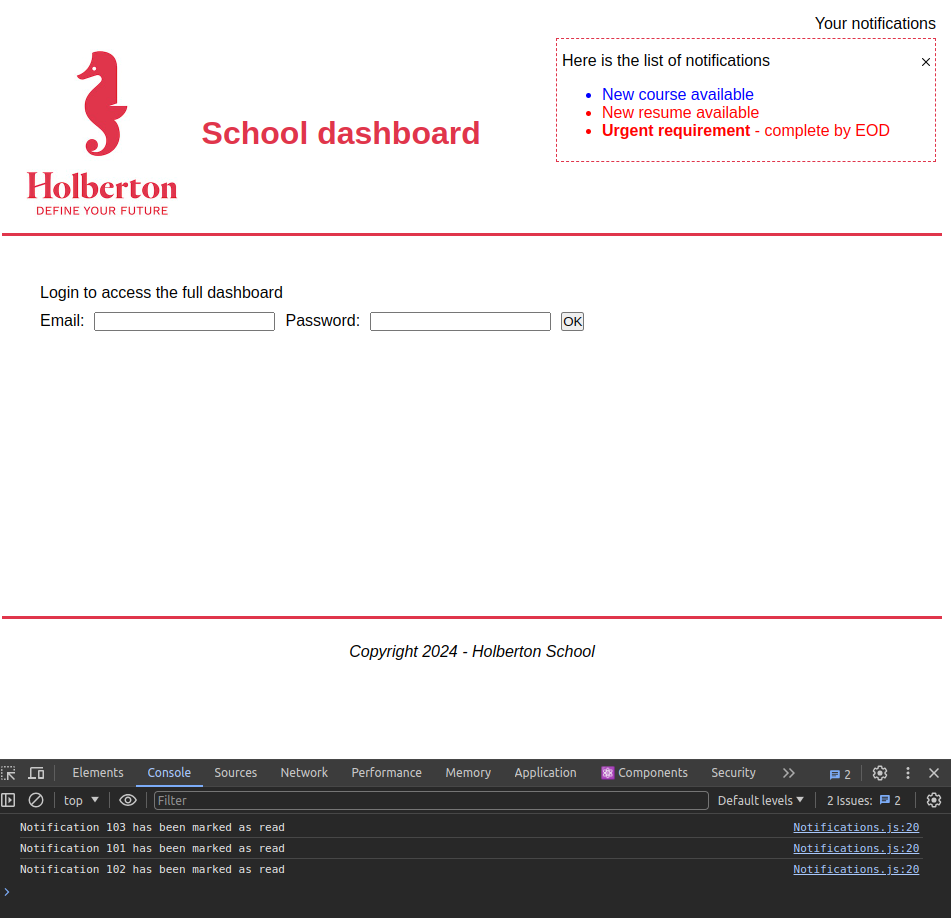 Your notifications
Here is the list of notifications
New course available
New resume available
Urgent requirement - complete by EOD
School dashboard
Holberton
DEFINE YOUR FUTURE
Login to access the full dashboard
Email: Password: OK
Copyright 2024 - Holberton School
Elements Console Sources Network Performance Memory Application Components Security 2
top Filter Default levels 2 Issues: 2
Notification 103 has been marked as read Notifications.js:20
Notification 101 has been marked as read Notifications.js:20
Notification 102 has been marked as read Notifications.js:20